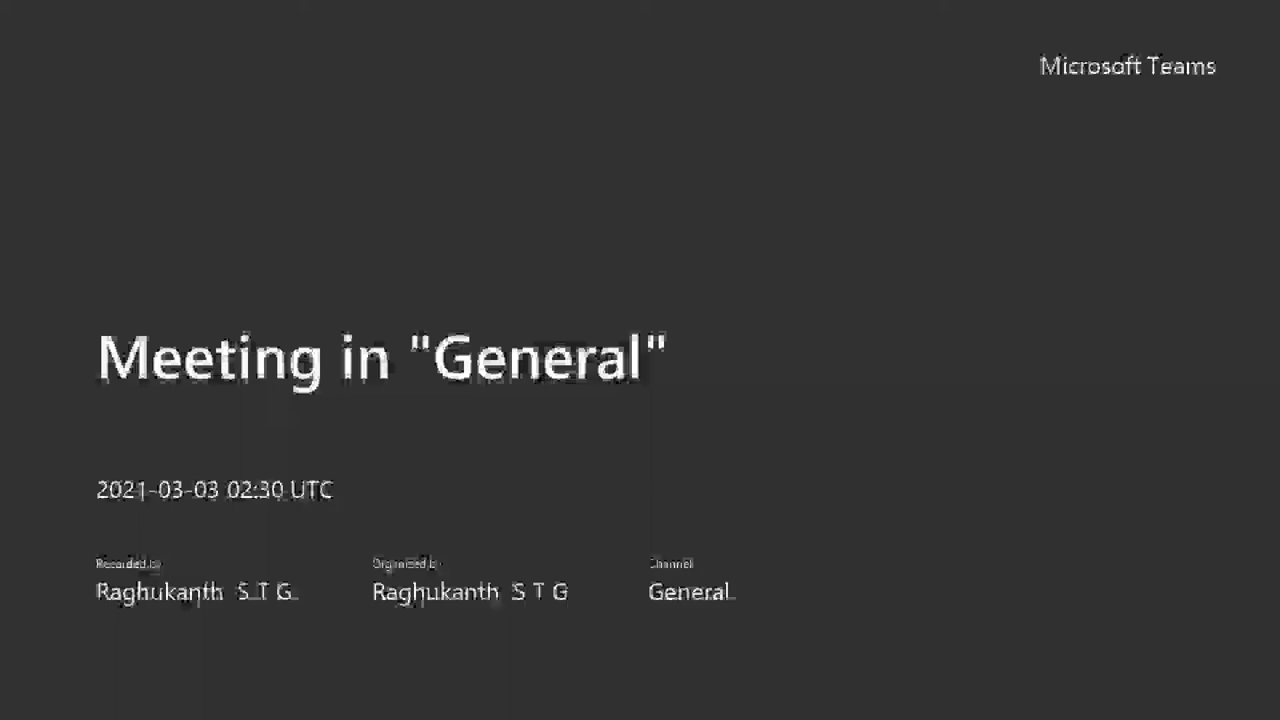 Microsoft Teams
Meeting in "General"
2021-03-03 02:30 UTC
Recorded by Organized by Channel
Raghukanth S T G Raghukanth S T G General